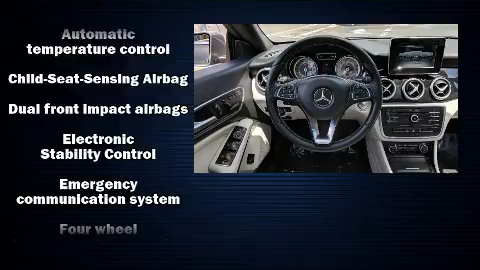 Automatic
temperature control
Child-Seat-Sensing Airbag
Dual front impact airbags
Electronic
Stability Control
Emergency
communication system
Four wheel